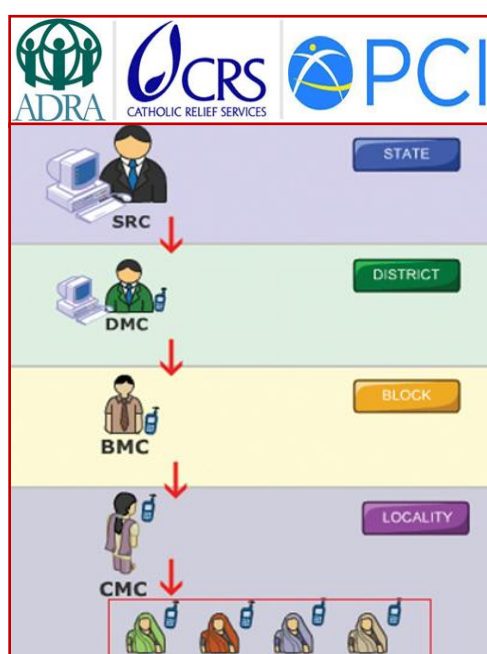 ADRA
CRS
CATHOLIC RELIEF SERVICES
PCI
STATE
SRC
DISTRICT
DMC
BLOCK
BMC
LOCALITY
CMC